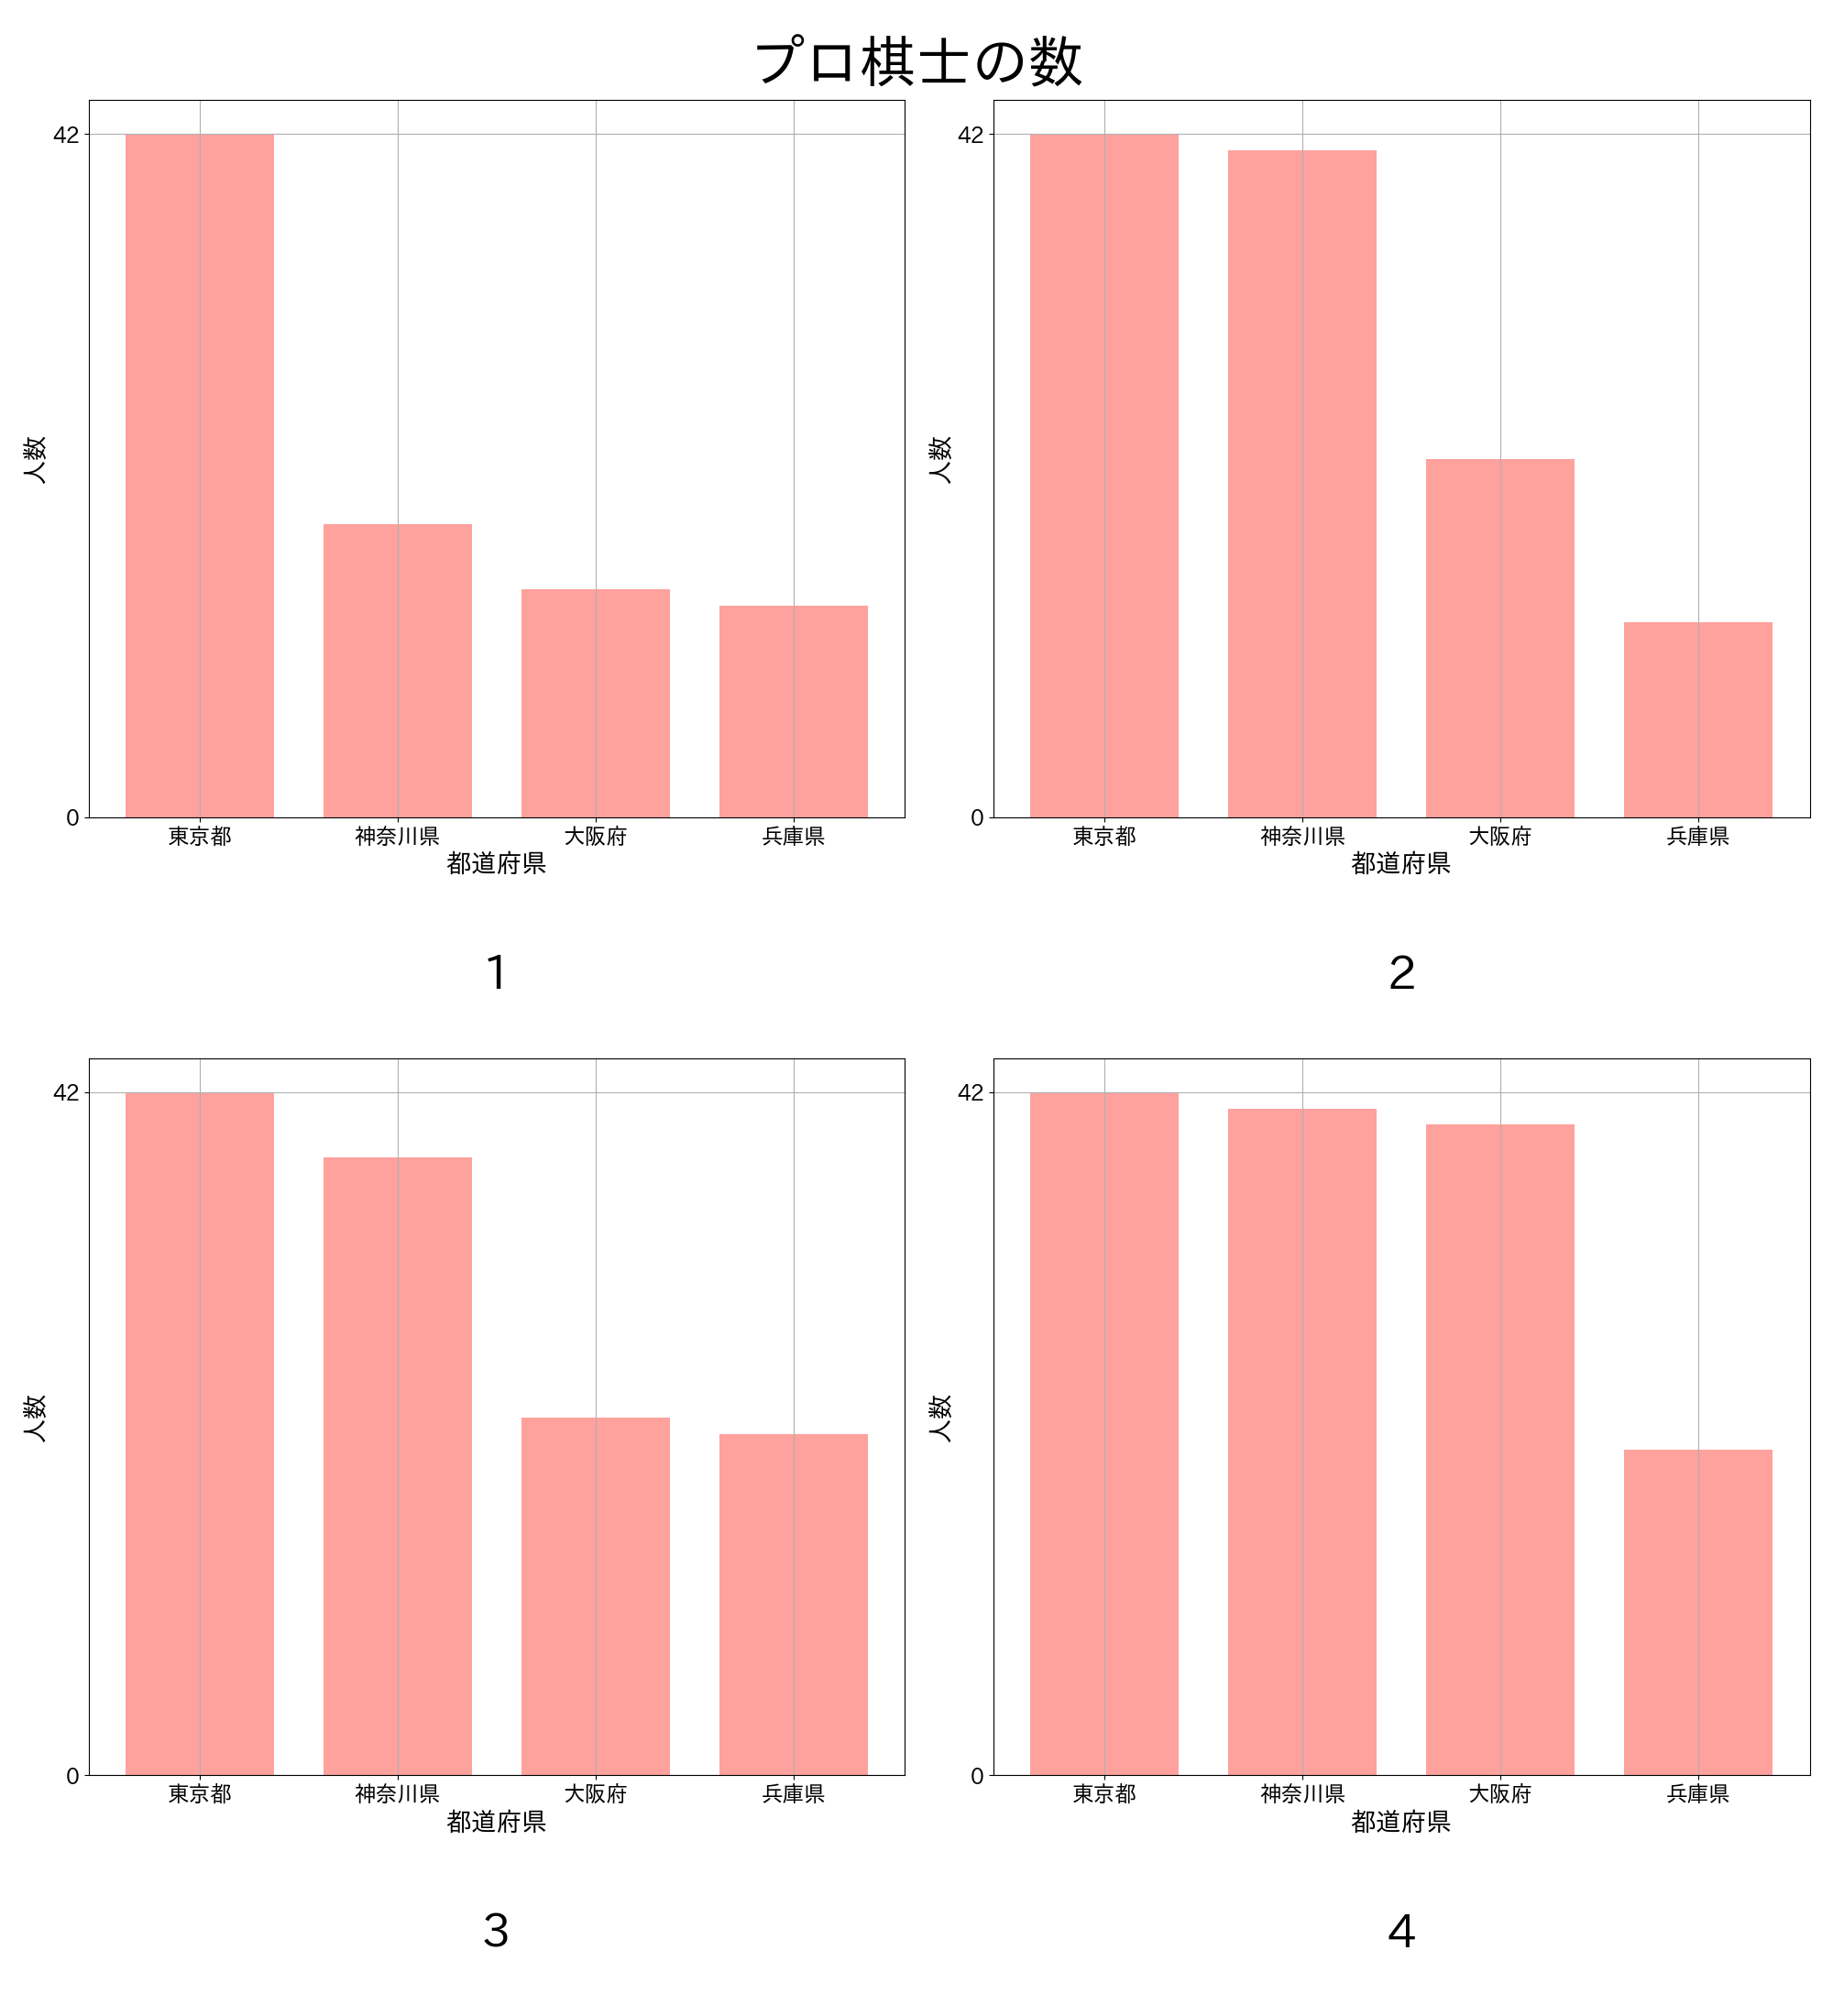 プロ棋士の数
42
0
人数
東京都 神奈川県 大阪府 兵庫県
都道府県
1
42
0
人数
東京都 神奈川県 大阪府 兵庫県
都道府県
2
42
0
人数
東京都 神奈川県 大阪府 兵庫県
都道府県
3
42
0
人数
東京都 神奈川県 大阪府 兵庫県
都道府県
4